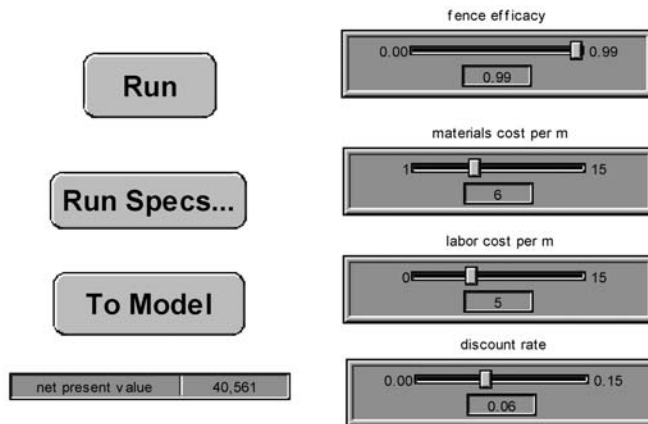 Run
Run Specs...
To Model
net present value 40,561
fence efficacy
0.00 0.99
0.99
materials cost per m
1 15
6
labor cost per m
0 15
5
discount rate
0.00 0.15
0.06